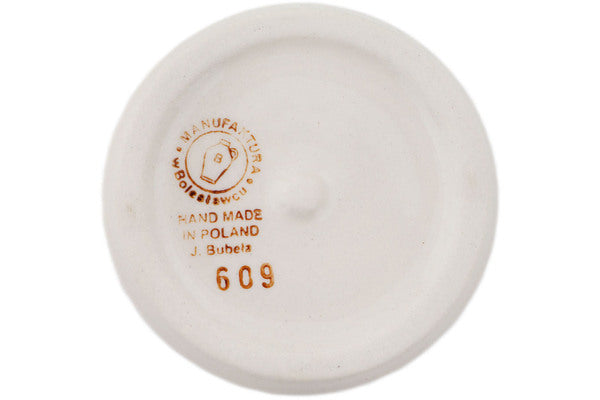 MANUFAKTURA
w Bolesławcu
B
HAND MADE
IN POLAND
J. Bubeła
609